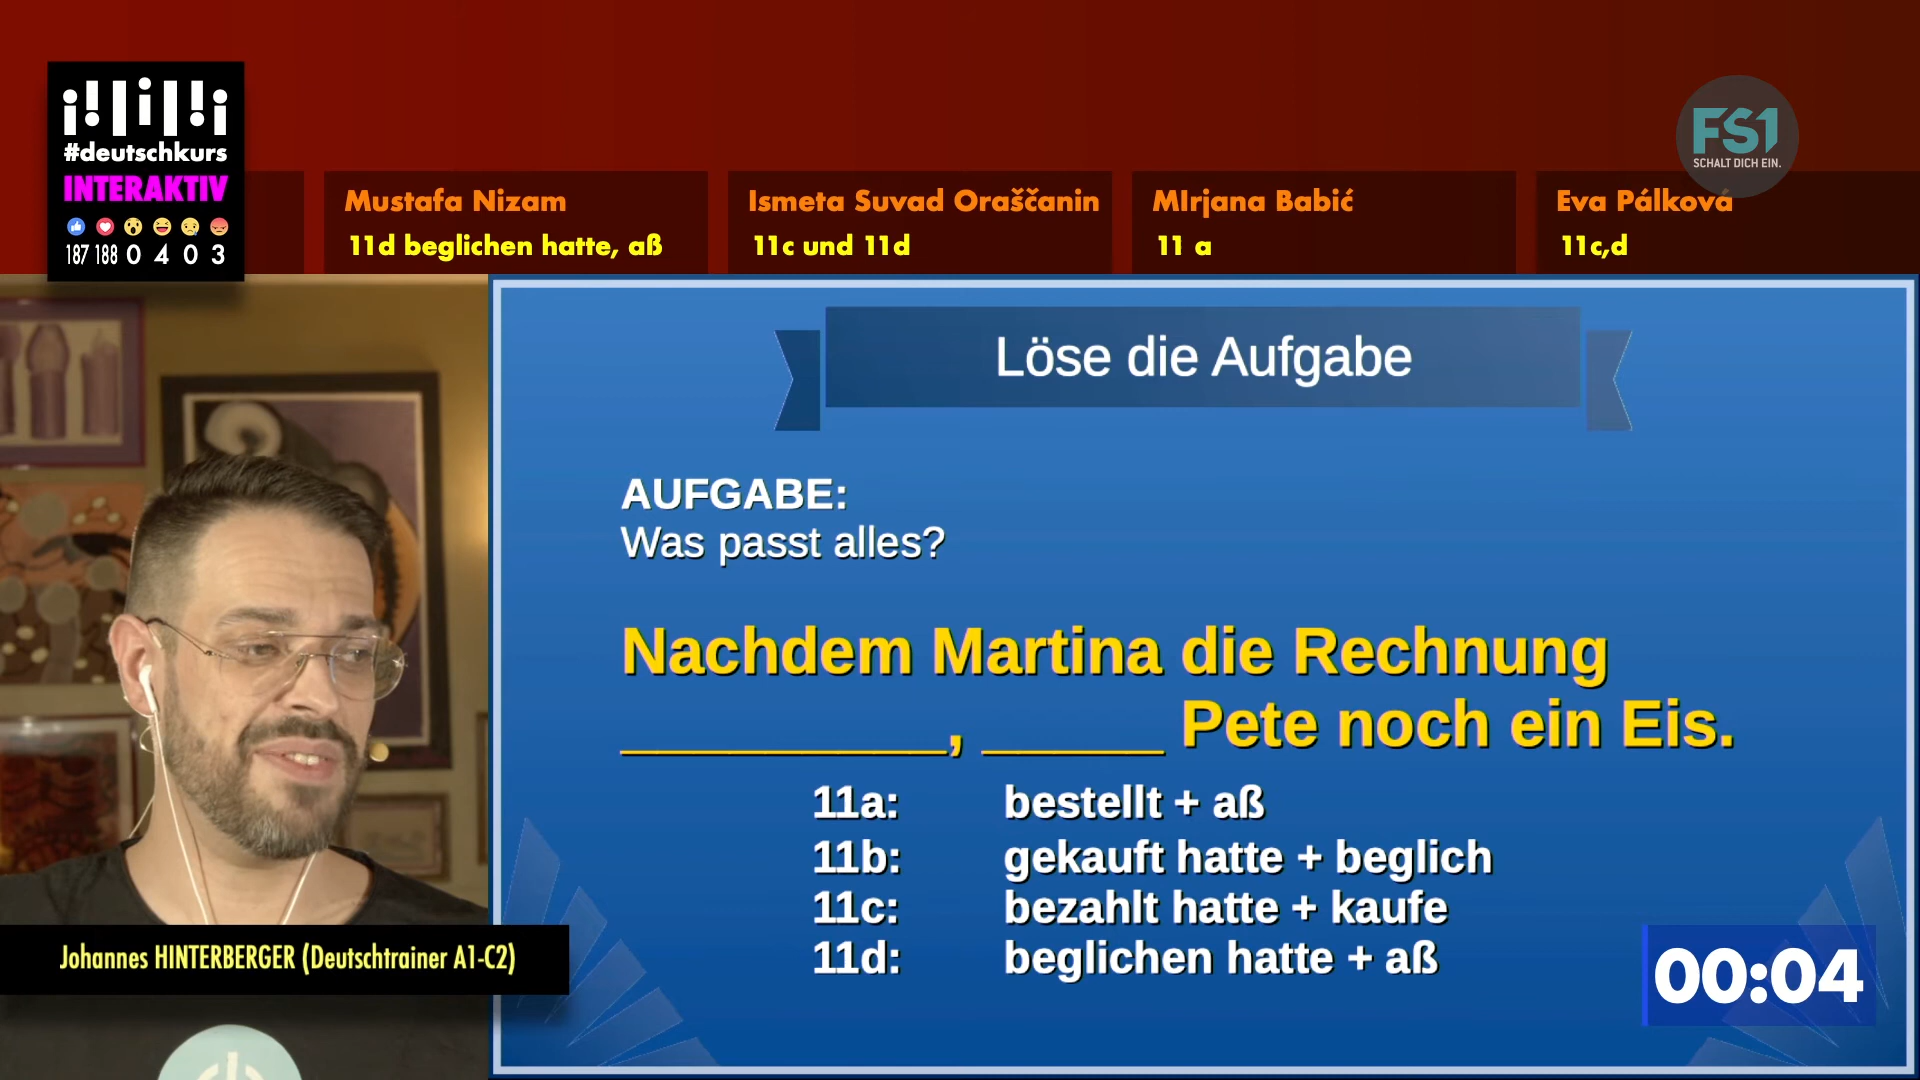 #deutschkurs
INTERAKTIV
187 188 0 4 0 3
FS1
SCHALT DICH EIN.
Mustafa Nizam
11d beglichen hatte, aß
Ismeta Suvad Oraščanin
11c und 11d
MIrjana Babić
11 a
Eva Pálková
11c,d
Löse die Aufgabe
AUFGABE:
Was passt alles?
Nachdem Martina die Rechnung
_________, _____ Pete noch ein Eis.
11a: bestellt + aß
11b: gekauft hatte + beglich
11c: bezahlt hatte + kaufe
11d: beglichen hatte + aß
Johannes HINTERBERGER (Deutschtrainer A1-C2)
00:04